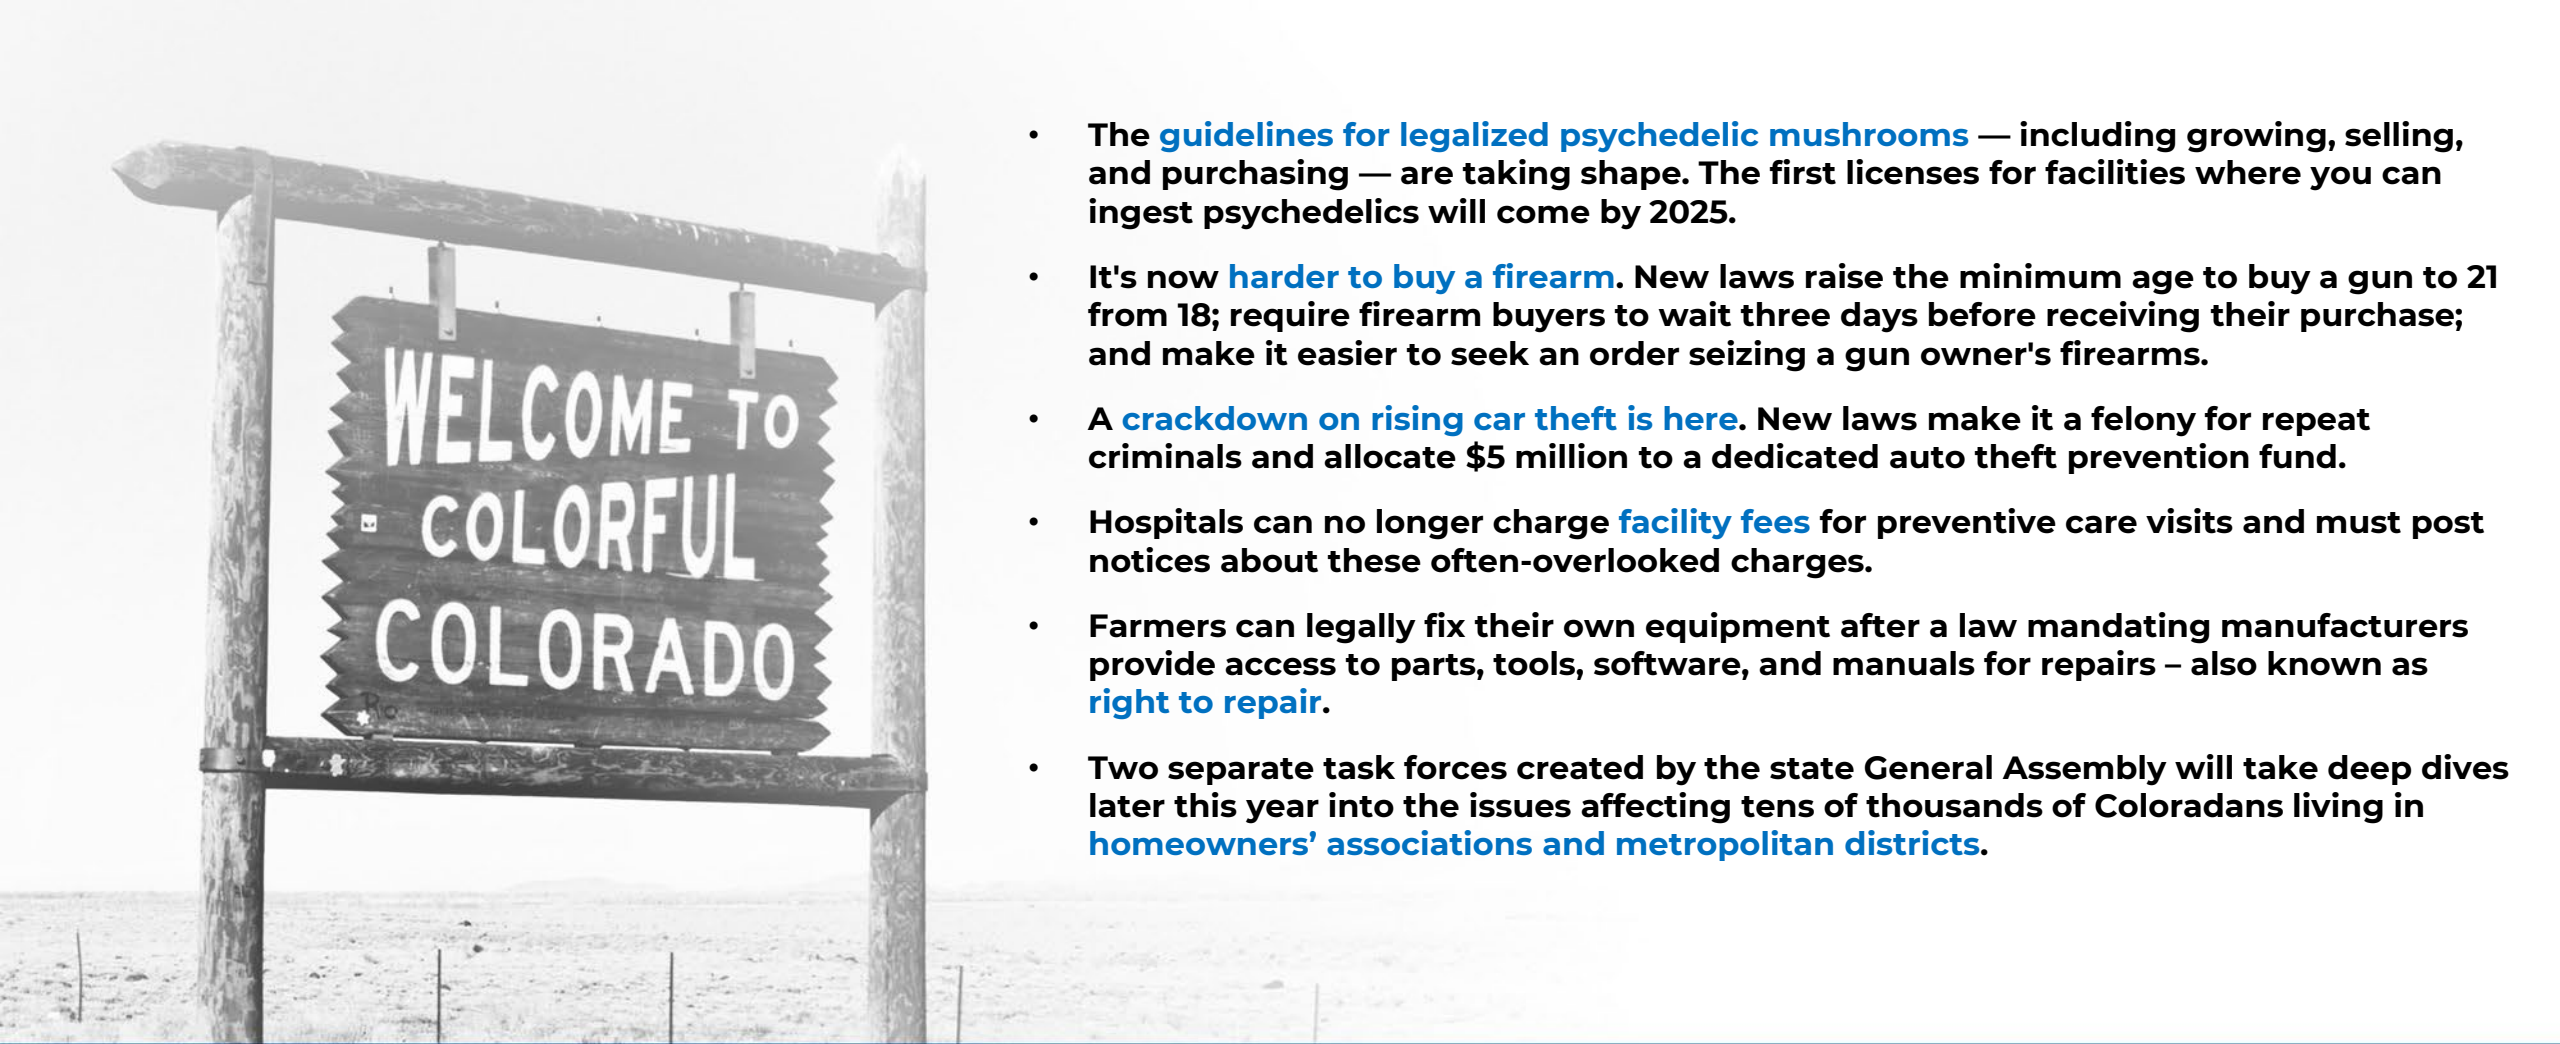 WELCOME TO
COLORFUL
COLORADO
• The guidelines for legalized psychedelic mushrooms — including growing, selling,
and purchasing — are taking shape. The first licenses for facilities where you can
ingest psychedelics will come by 2025.
• It's now harder to buy a firearm. New laws raise the minimum age to buy a gun to 21
from 18; require firearm buyers to wait three days before receiving their purchase;
and make it easier to seek an order seizing a gun owner's firearms.
• A crackdown on rising car theft is here. New laws make it a felony for repeat
criminals and allocate $5 million to a dedicated auto theft prevention fund.
• Hospitals can no longer charge facility fees for preventive care visits and must post
notices about these often-overlooked charges.
• Farmers can legally fix their own equipment after a law mandating manufacturers
provide access to parts, tools, software, and manuals for repairs – also known as
right to repair.
• Two separate task forces created by the state General Assembly will take deep dives
later this year into the issues affecting tens of thousands of Coloradans living in
homeowners’ associations and metropolitan districts.